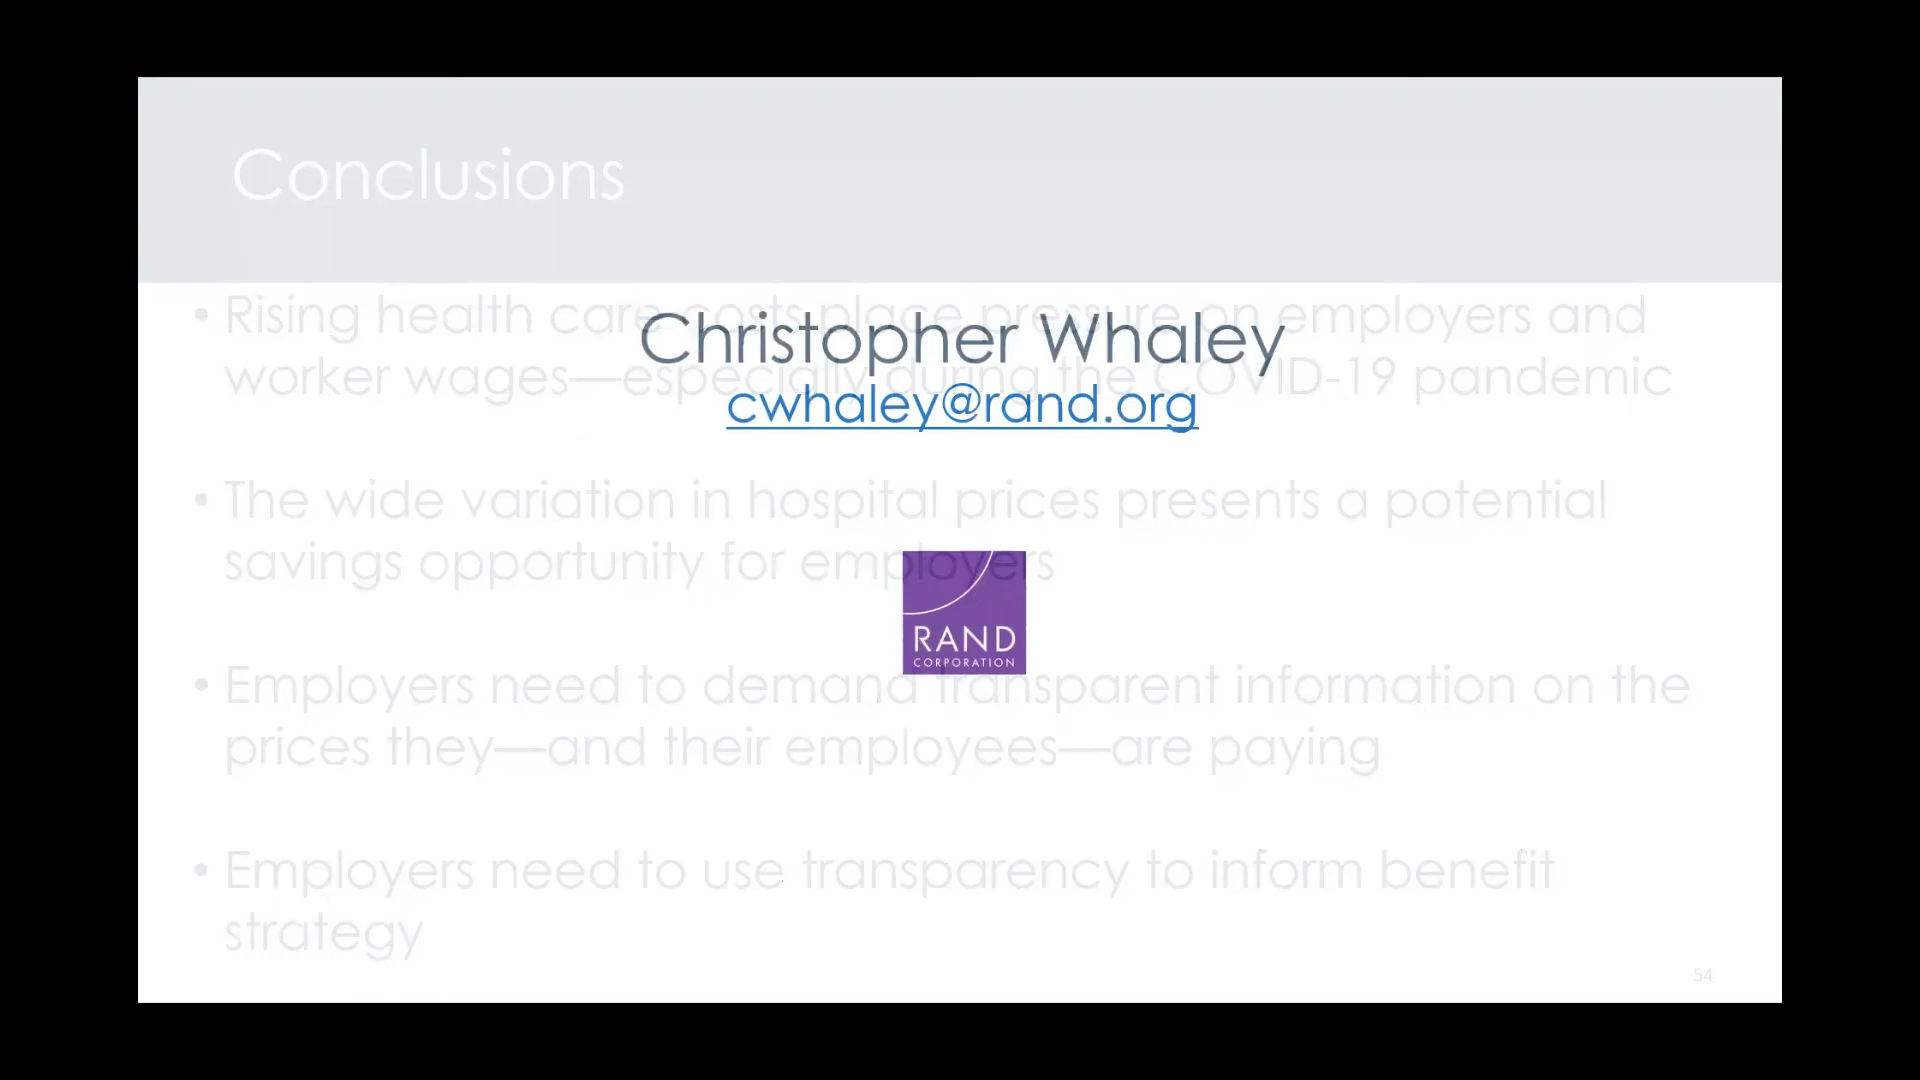 Conclusions
• Rising health care costs place pressure on employers and
worker wages—especially during the COVID-19 pandemic
Christopher Whaley
cwhaley@rand.org
• The wide variation in hospital prices presents a potential
savings opportunity for employers
RAND
CORPORATION
• Employers need to demand transparent information on the
prices they—and their employees—are paying
• Employers need to use transparency to inform benefit
strategy
54